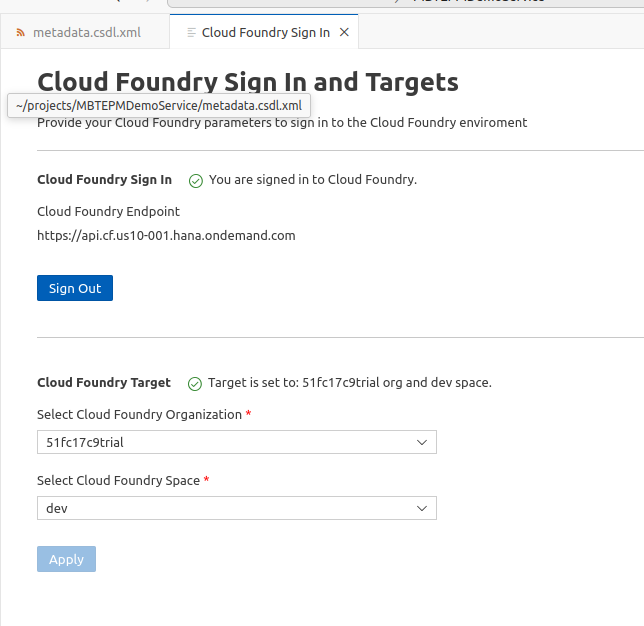 metadata.csdl.xml
Cloud Foundry Sign In
Cloud Foundry Sign In and Targets
~/projects/MBTEPMDemoService/metadata.csdl.xml
Provide your Cloud Foundry parameters to sign in to the Cloud Foundry enviroment
Cloud Foundry Sign In You are signed in to Cloud Foundry.
Cloud Foundry Endpoint
https://api.cf.us10-001.hana.ondemand.com
Sign Out
Cloud Foundry Target Target is set to: 51fc17c9trial org and dev space.
Select Cloud Foundry Organization *
51fc17c9trial
Select Cloud Foundry Space *
dev
Apply